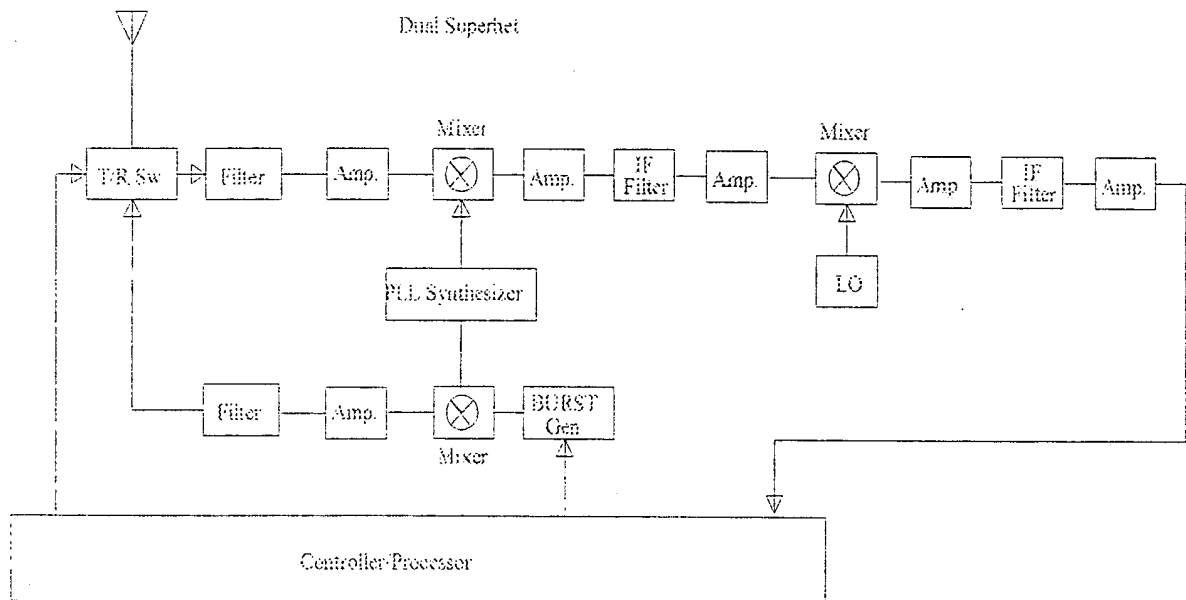 Dual Superhet
Mixer
Mixer
T/R Sw
Filter
Amp.
Amp.
IF
Filter
Amp.
Amp
IF
Filter
Amp.
PLL Synthesizer
LO
Filter
Amp.
BURST
Gen
Mixer
Controller/Processor